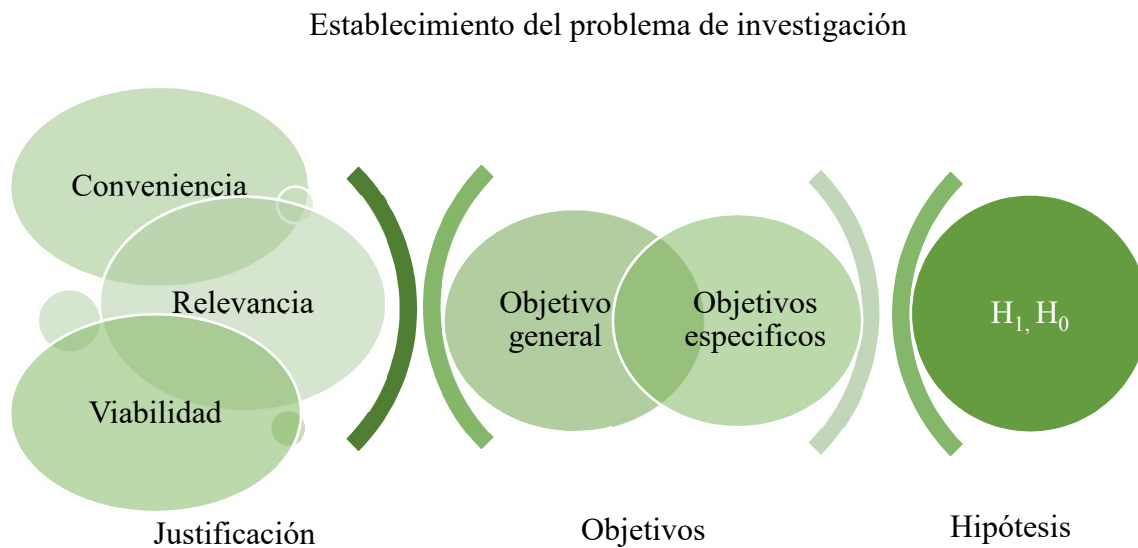 Establecimiento del problema de investigación
Conveniencia
Relevancia
Viabilidad
Objetivo
general
Objetivos
especificos
H₁, H₀
Justificación
Objetivos
Hipótesis